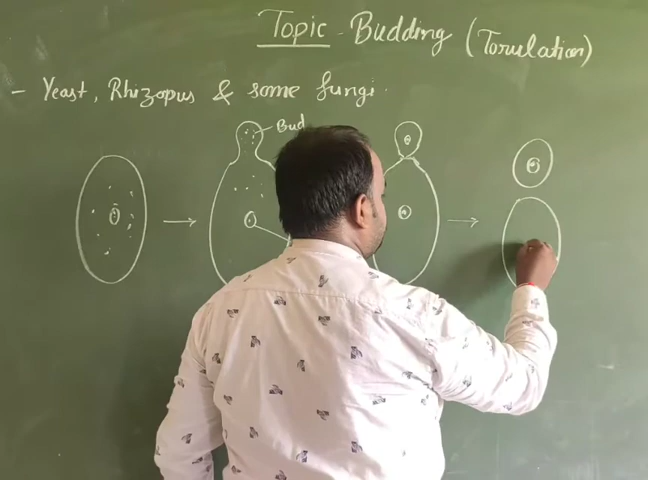 Topic - Budding (Torulation)
- Yeast, Rhizopus & some fungi.
Bud